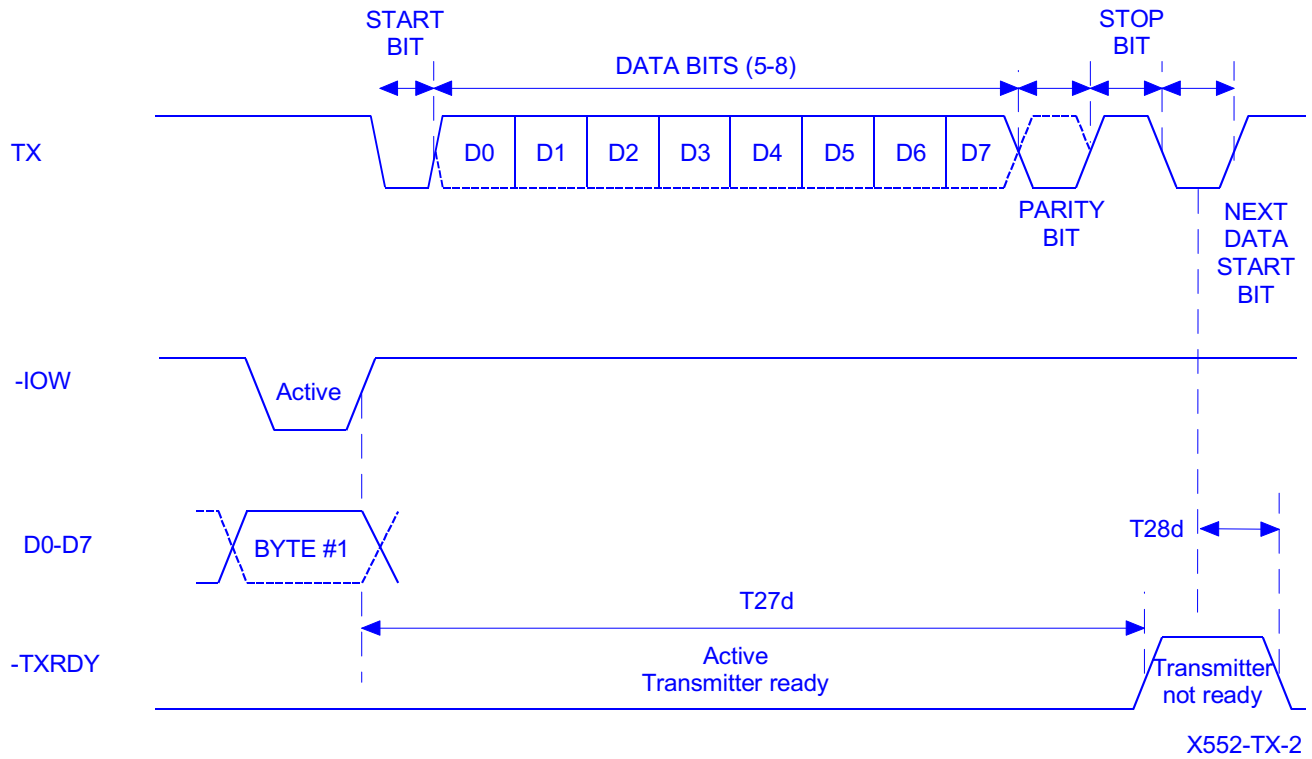 START
BIT
STOP
BIT
DATA BITS (5-8)
TX
D0 D1 D2 D3 D4 D5 D6 D7
PARITY
BIT
NEXT
DATA
START
BIT
-IOW
Active
D0-D7
BYTE #1
T28d
T27d
-TXRDY
Active
Transmitter ready
Transmitter
not ready
X552-TX-2